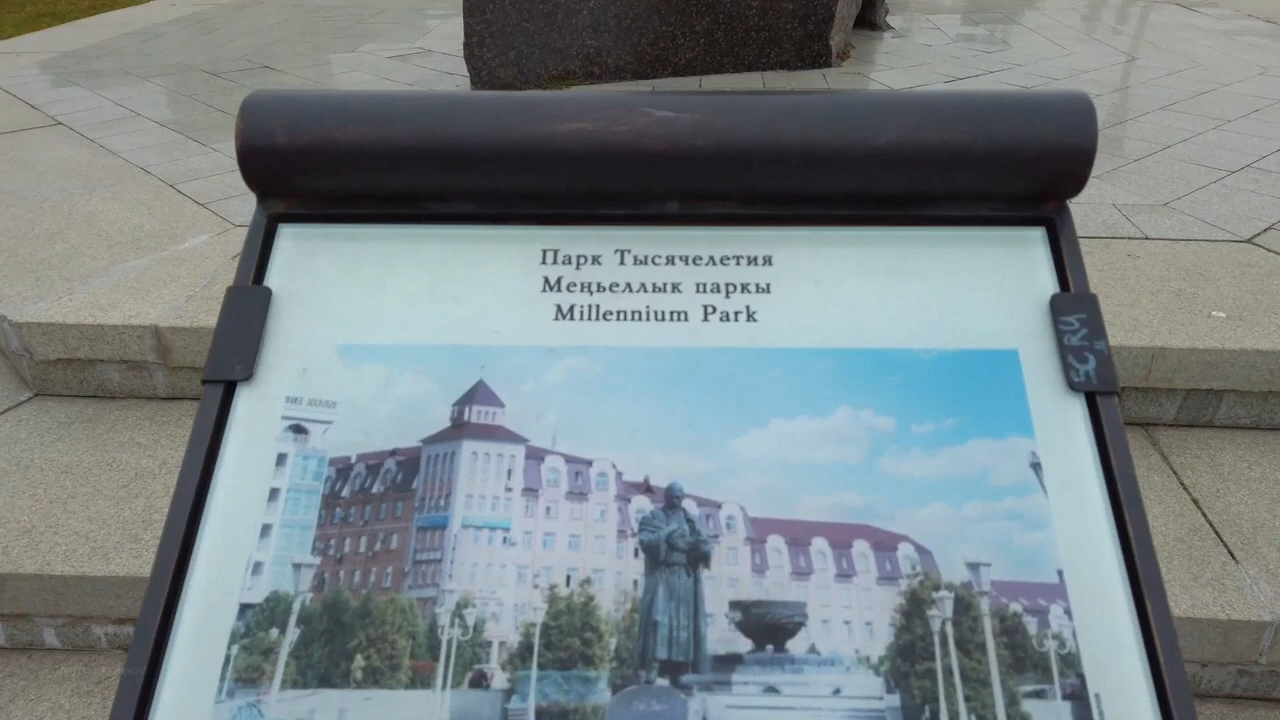 Парк Тысячелетия
Меңьеллык паркы
Millennium Park